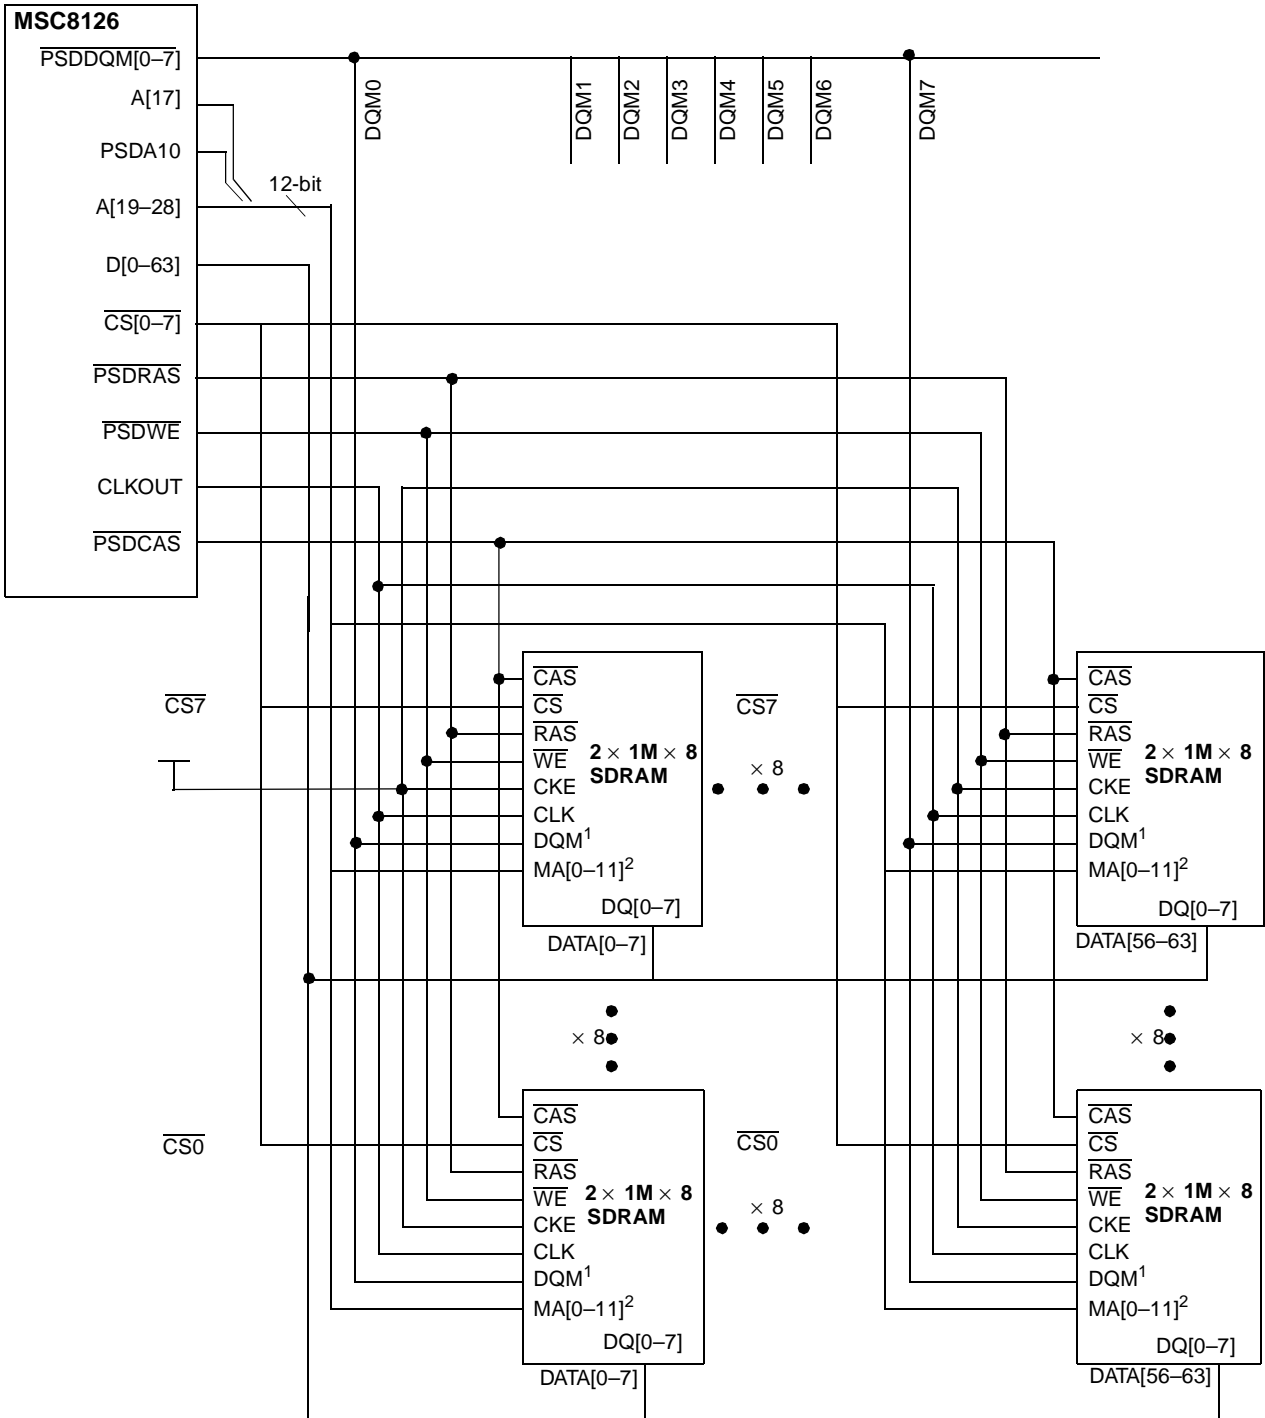 MSC8126
PSDDQM[0–7]
A[17]
PSDA10
A[19–28]
D[0–63]
CS[0–7]
PSDRAS
PSDWE
CLKOUT
PSDCAS
12-bit
DQM0
DQM1
DQM2
DQM3
DQM4
DQM5
DQM6
DQM7
CS7
CAS
CS
RAS
WE
CKE
CLK
DQM1
MA[0–11]2
2 × 1M × 8
SDRAM
DQ[0–7]
DATA[0–7]
CS7
× 8
CAS
CS
RAS
WE
CKE
CLK
DQM1
MA[0–11]2
2 × 1M × 8
SDRAM
DQ[0–7]
DATA[56–63]
× 8
× 8
CS0
CAS
CS
RAS
WE
CKE
CLK
DQM1
MA[0–11]2
2 × 1M × 8
SDRAM
DQ[0–7]
DATA[0–7]
CS0
× 8
CAS
CS
RAS
WE
CKE
CLK
DQM1
MA[0–11]2
2 × 1M × 8
SDRAM
DQ[0–7]
DATA[56–63]